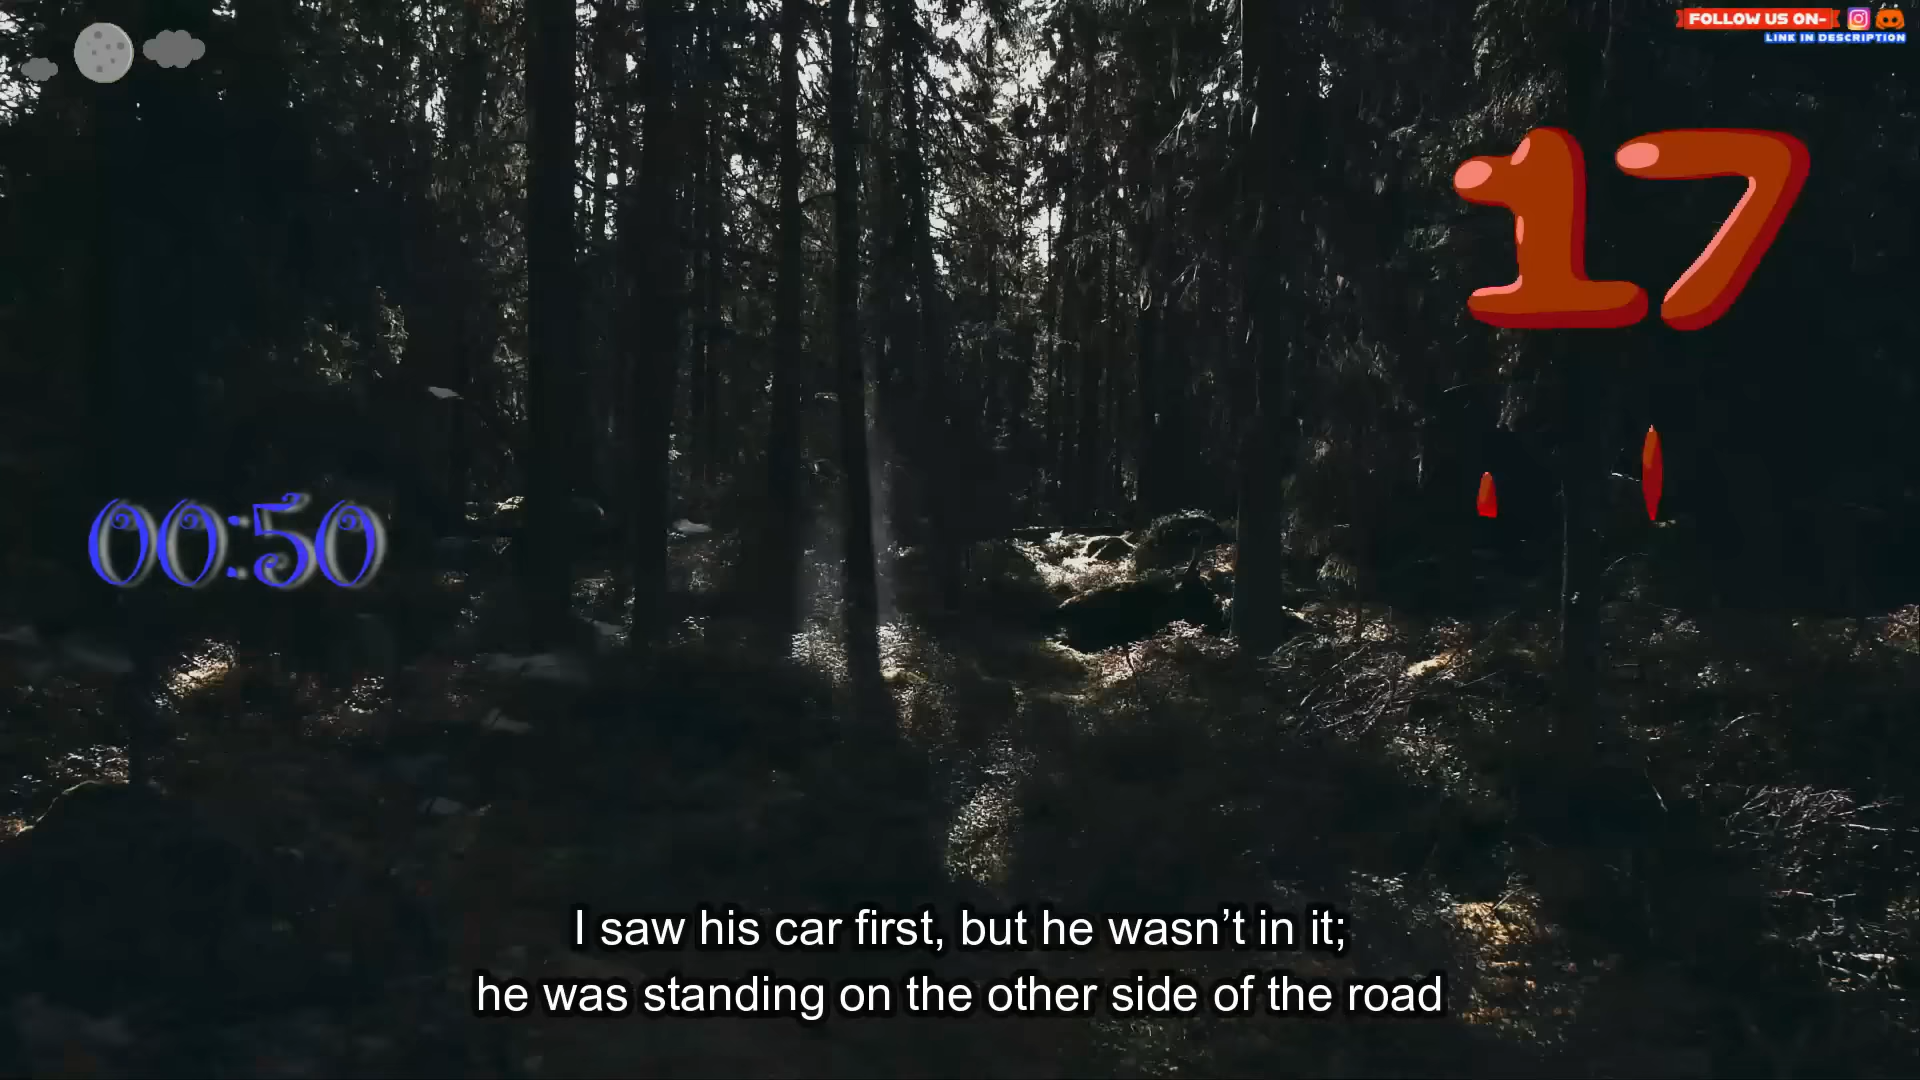 FOLLOW US ON-
LINK IN DESCRIPTION
17
00:50
I saw his car first, but he wasn’t in it;
he was standing on the other side of the road